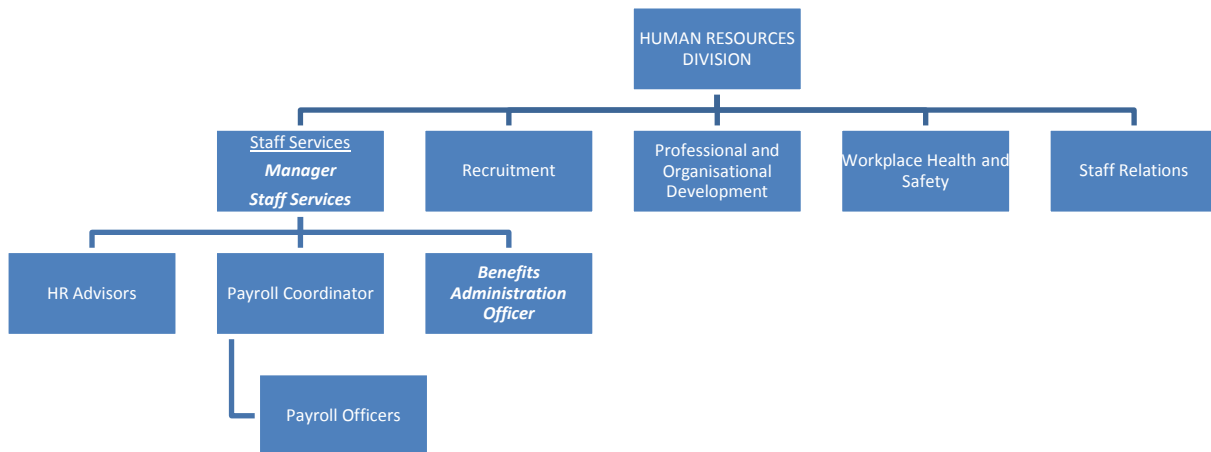 HUMAN RESOURCES
DIVISION
Staff Services
Manager
Staff Services
Recruitment
Professional and
Organisational
Development
Workplace Health and
Safety
Staff Relations
HR Advisors
Payroll Coordinator
Benefits
Administration
Officer
Payroll Officers